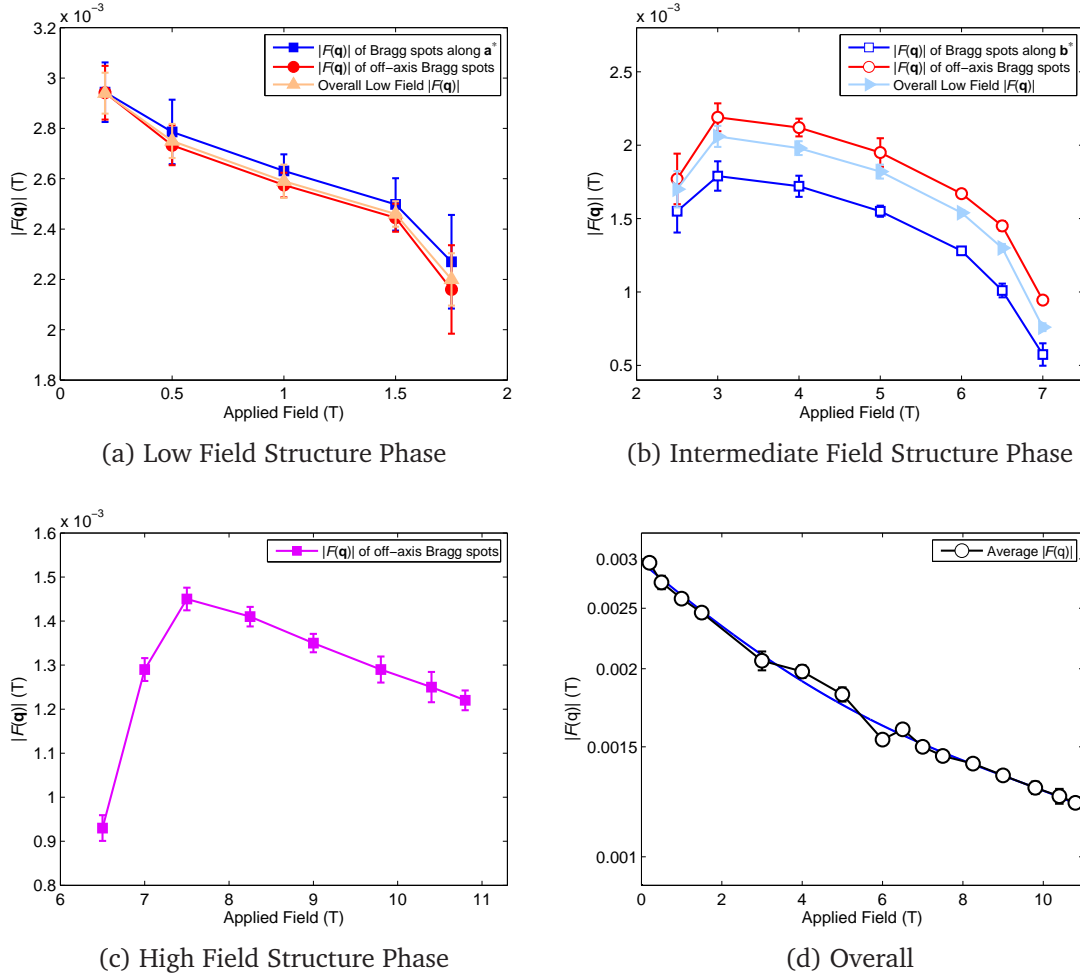 x 10⁻³
3.2
3
2.8
2.6
2.4
2.2
2
1.8
|F(q)| (T)
|F(q)| of Bragg spots along a*
|F(q)| of off−axis Bragg spots
Overall Low Field |F(q)|
0 0.5 1 1.5 2
Applied Field (T)
(a) Low Field Structure Phase
x 10⁻³
2.5
2
1.5
1
0.5
|F(q)| (T)
|F(q)| of Bragg spots along b*
|F(q)| of off−axis Bragg spots
Overall Low Field |F(q)|
2 3 4 5 6 7
Applied Field (T)
(b) Intermediate Field Structure Phase
x 10⁻³
1.6
1.5
1.4
1.3
1.2
1.1
1
0.9
0.8
|F(q)| (T)
|F(q)| of off−axis Bragg spots
6 7 8 9 10 11
Applied Field (T)
(c) High Field Structure Phase
0.003
0.0025
0.002
0.0015
0.001
|F(q)| (T)
Average |F(q)|
0 2 4 6 8 10
Applied Field (T)
(d) Overall